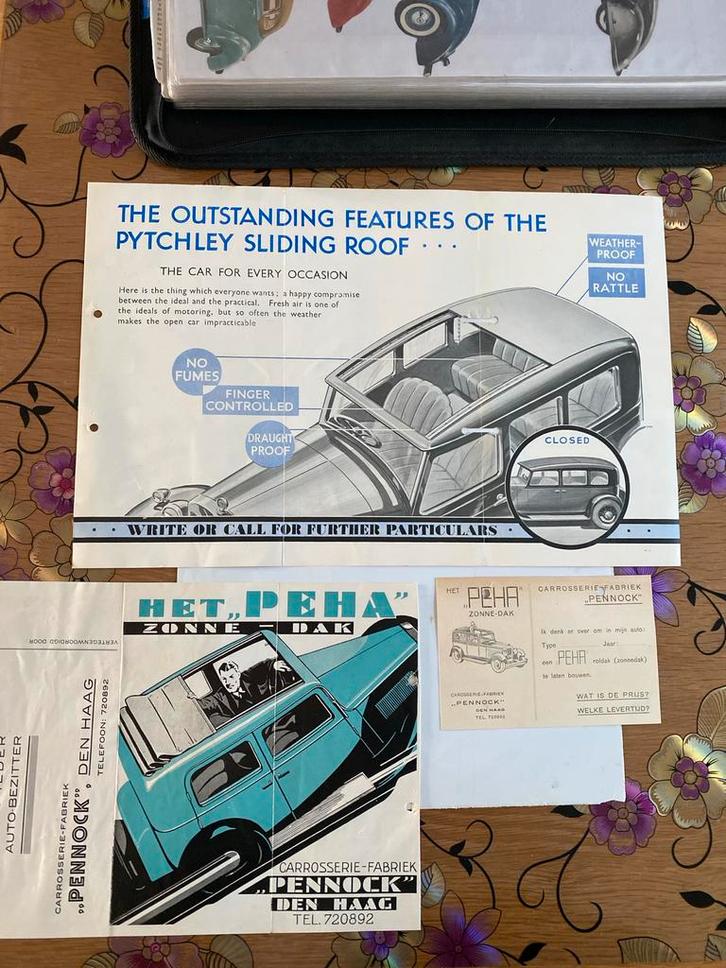 THE OUTSTANDING FEATURES OF THE
PYTCHLEY SLIDING ROOF ···
THE CAR FOR EVERY OCCASION
Here is the thing which everyone wants; a happy compromise
between the ideal and the practical. Fresh air is one of
the ideals of motoring, but so often the weather
makes the open car impracticable
WEATHER-
PROOF
NO
RATTLE
NO
FUMES
FINGER
CONTROLLED
DRAUGHT
PROOF
CLOSED
·· WRITE OR CALL FOR FURTHER PARTICULARS ··
HET „PEHA"
ZONNE-DAK
CARROSSERIE-FABRIEK
„PENNOCK"
DEN HAAG
TEL. 720892
VERTEGENWOORDIGD DOOR
CARROSSERIE-FABRIEK
„PENNOCK", DEN HAAG
TELEFOON: 720892
AUTO-BEZITTER
HET „PEHA"
ZONNE-DAK
CARROSSERIE-FABRIEK
„PENNOCK"
DEN HAAG
TEL. 720892
CARROSSERIE-FABRIEK
„PENNOCK"
Ik denk er over om in mijn auto:
Type Jaar:
een PEHA roldak (zonnedak)
te laten bouwen.
WAT IS DE PRIJS?
WELKE LEVERTIJD?